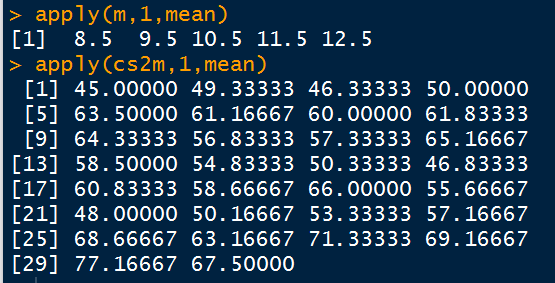 > apply(m,1,mean)
[1]  8.5  9.5 10.5 11.5 12.5
> apply(cs2m,1,mean)
 [1] 45.00000 49.33333 46.33333 50.00000
 [5] 63.50000 61.16667 60.00000 61.83333
 [9] 64.33333 56.83333 57.33333 65.16667
[13] 58.50000 54.83333 50.33333 46.83333
[17] 60.83333 58.66667 66.00000 55.66667
[21] 48.00000 50.16667 53.33333 57.16667
[25] 68.66667 63.16667 71.33333 69.16667
[29] 77.16667 67.50000